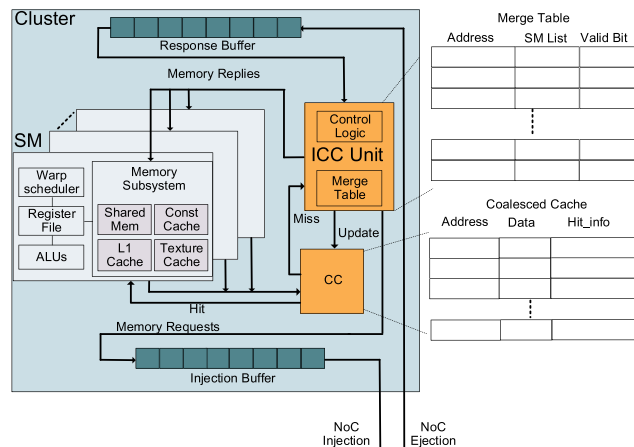 Cluster
Response Buffer
Memory Replies
SM
Warp
scheduler
Register
File
ALUs
Memory
Subsystem
Shared
Mem
Const
Cache
L1
Cache
Texture
Cache
Control
Logic
ICC Unit
Merge
Table
Miss
Update
CC
Hit
Memory Requests
Injection Buffer
NoC
Injection
NoC
Ejection
Merge Table
Address SM List Valid Bit
Coalesced Cache
Address Data Hit_info